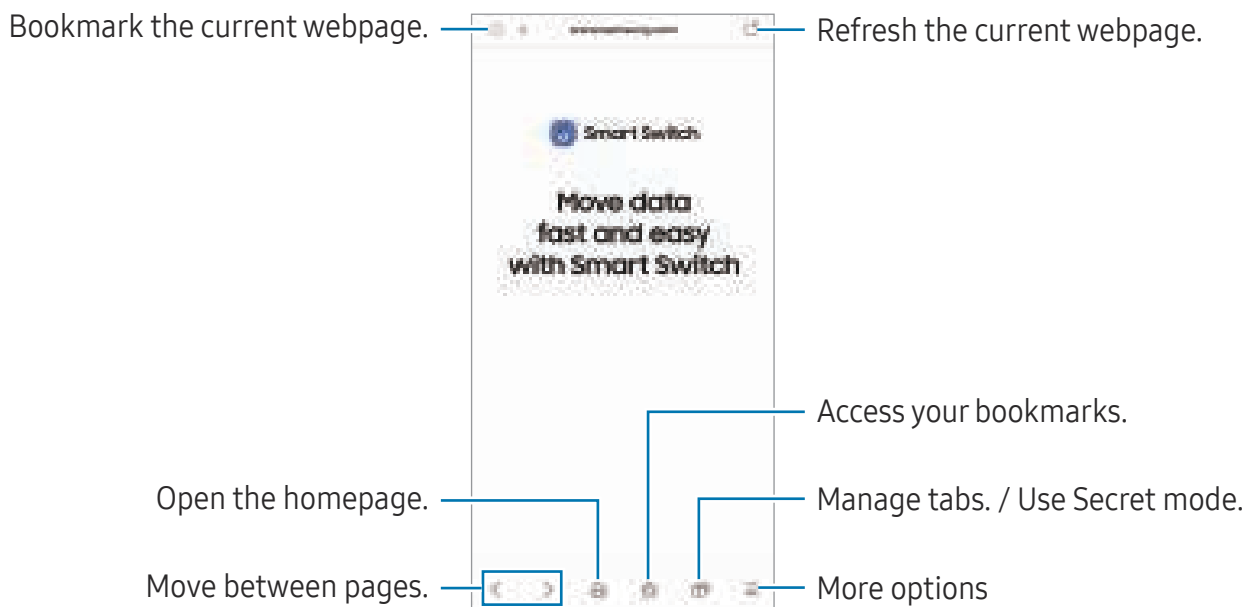 Bookmark the current webpage.
Refresh the current webpage.
Smart Switch
Move data
fast and easy
with Smart Switch
Access your bookmarks.
Open the homepage.
Manage tabs. / Use Secret mode.
Move between pages.
More options